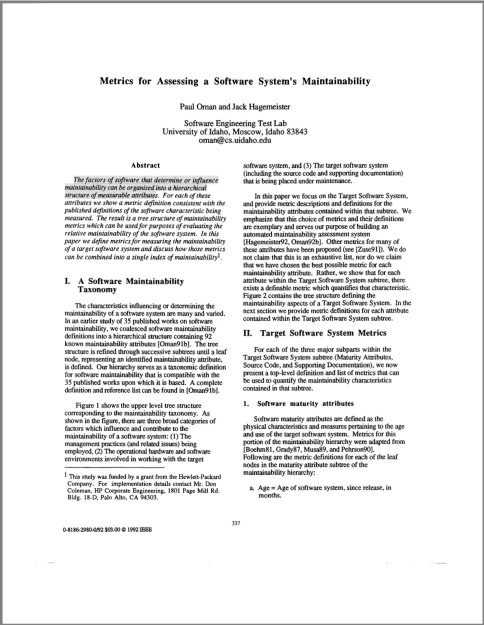 Metrics for Assessing a Software System's Maintainability
Paul Oman and Jack Hagemeister
Software Engineering Test Lab
University of Idaho, Moscow, Idaho 83843
oman@cs.uidaho.edu
Abstract
The factors of software that determine or influence
maintainability can be organized into a hierarchical
structure of measurable attributes. For each of these
attributes we show a metric definition consistent with the
published definitions of the software characteristic being
measured. The result is a tree structure of maintainability
metrics which can be used for purposes of evaluating the
relative maintainability of the software system. In this
paper we define metrics for measuring the maintainability
of a target software system and discuss how those metrics
can be combined into a single index of maintainability1.
I. A Software Maintainability
Taxonomy
The characteristics influencing or determining the
maintainability of a software system are many and varied.
In an earlier study of 35 published works on software
maintainability, we coalesced software maintainability
definitions into a hierarchical structure containing 92
known maintainability attributes [Oman91b]. The tree
structure is refined through successive subtrees until a leaf
node, representing an identified maintainability attribute,
is defined. Our hierarchy serves as a taxonomic definition
for software maintainability that is compatible with the
35 published works upon which it is based. A complete
definition and reference list can be found in [Oman91b].
Figure 1 shows the upper level tree structure
corresponding to the maintainability taxonomy. As
shown in the figure, there are three broad categories of
factors which influence and contribute to the
maintainability of a software system: (1) The
management practices (and related issues) being
employed, (2) The operational hardware and software
environments involved in working with the target
1 This study was funded by a grant from the Hewlett-Packard
Company. For implementation details contact Mr. Don
Coleman, HP Corporate Engineering, 1801 Page Mill Rd.
Bldg. 18-D, Palo Alto, CA 94303.
software system, and (3) The target software system
(including the source code and supporting documentation)
that is being placed under maintenance.
In this paper we focus on the Target Software System,
and provide metric descriptions and definitions for the
maintainability attributes contained within that subtree. We
emphasize that this choice of metrics and their definitions
are exemplary and serves our purpose of building an
automated maintainability assessment system
[Hagemeister92, Oman92b]. Other metrics for many of
these attributes have been proposed (see [Zuse91]). We do
not claim that this is an exhaustive list, nor do we claim
that we have chosen the best possible metric for each
maintainability attribute. Rather, we show that for each
attribute within the Target Software System subtree, there
exists a definable metric which quantifies that characteristic.
Figure 2 contains the tree structure defining the
maintainability aspects of a Target Software System. In the
next section we provide metric definitions for each attribute
contained within the Target Software System subtree.
II. Target Software System Metrics
For each of the three major subparts within the
Target Software System subtree (Maturity Attributes,
Source Code, and Supporting Documentation), we now
present a top-level definition and list of metrics that can
be used to quantify the maintainability characteristics
contained in that subtree.
1. Software maturity attributes
Software maturity attributes are defined as the
physical characteristics and measures pertaining to the age
and use of the target software system. Metrics for this
portion of the maintainability hierarchy were adapted from
[Boehm81, Grady87, Musa89, and Pehrson90].
Following are the metric definitions for each of the leaf
nodes in the maturity attribute subtree of the
maintainability hierarchy:
a. Age = Age of software system, since release, in
months.
337
0-8186-2980-0/92 $03.00 © 1992 IEEE